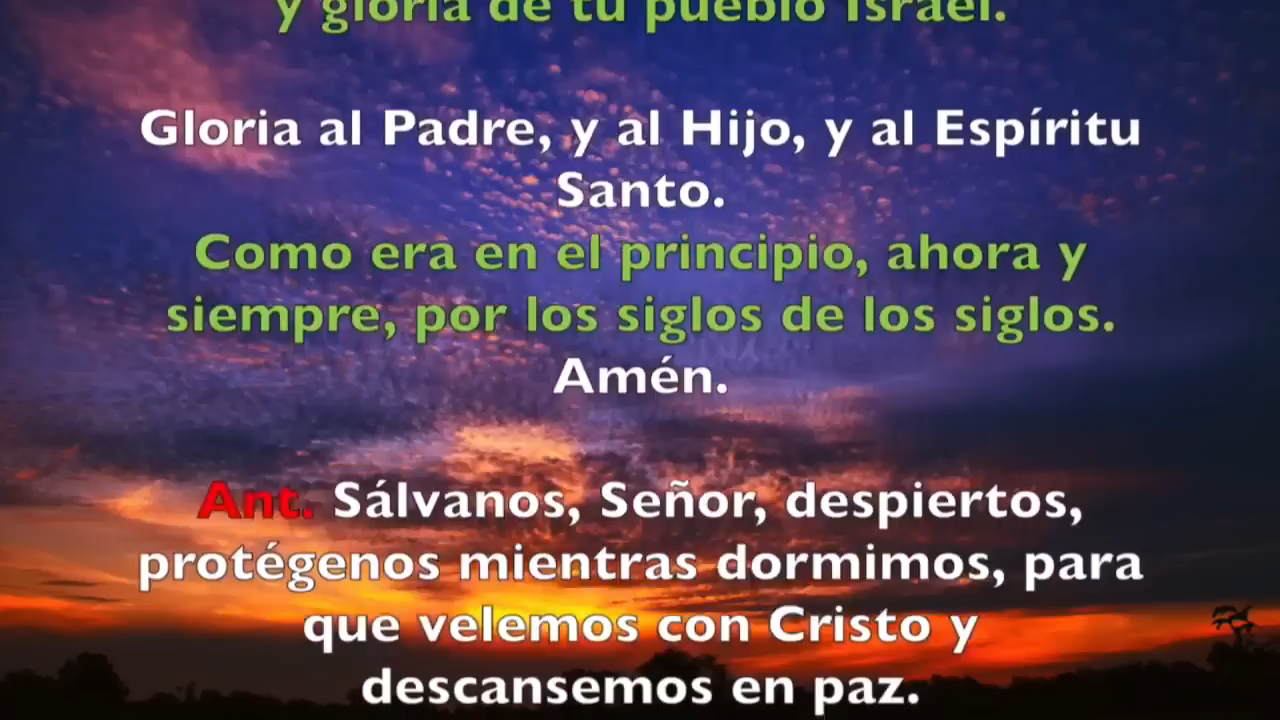 y gloria de tu pueblo Israel.
Gloria al Padre, y al Hijo, y al Espíritu
Santo.
Como era en el principio, ahora y
siempre, por los siglos de los siglos.
Amén.
Ant. Sálvanos, Señor, despiertos,
protégenos mientras dormimos, para
que velemos con Cristo y
descansemos en paz.